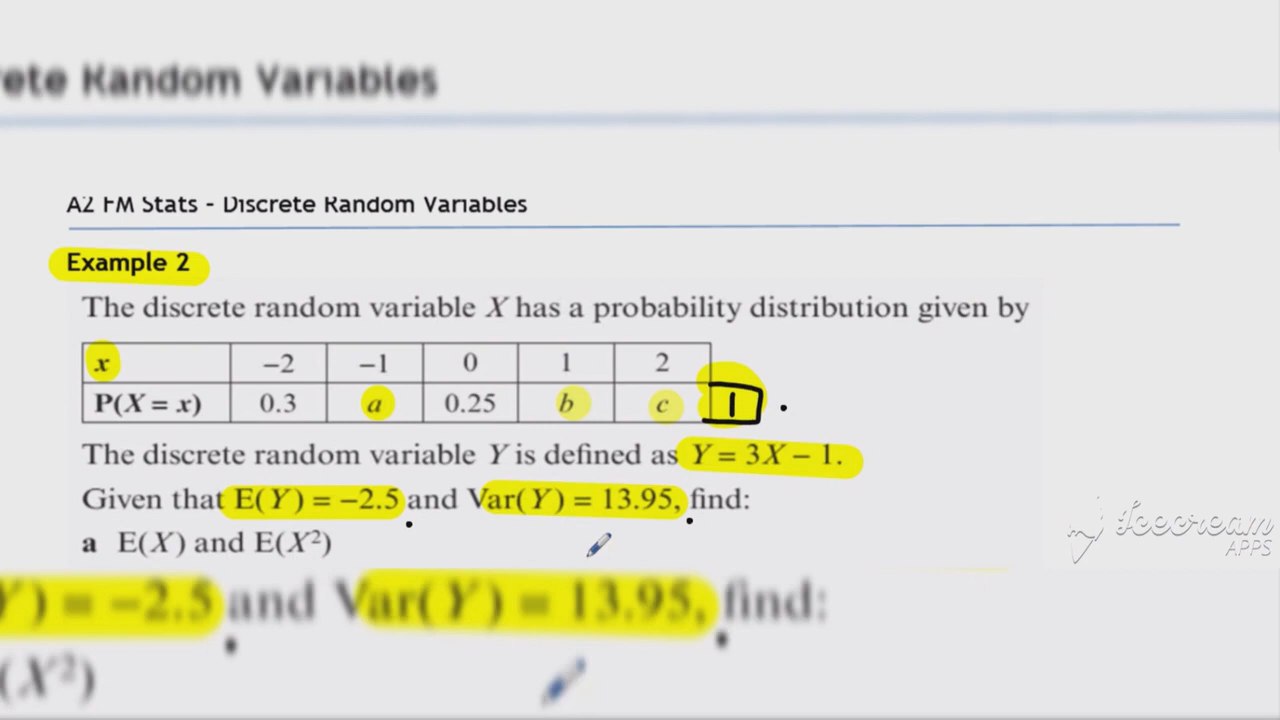 ete Random Variables
A2 FM Stats - Discrete Random Variables
Example 2
The discrete random variable X has a probability distribution given by
x −2 −1 0 1 2
P(X = x) 0.3 a 0.25 b c 1
The discrete random variable Y is defined as Y = 3X − 1.
Given that E(Y) = −2.5 and Var(Y) = 13.95, find:
a E(X) and E(X²)
Icecream
APPS
Y) = −2.5 and Var(Y) = 13.95, find:
(X²)